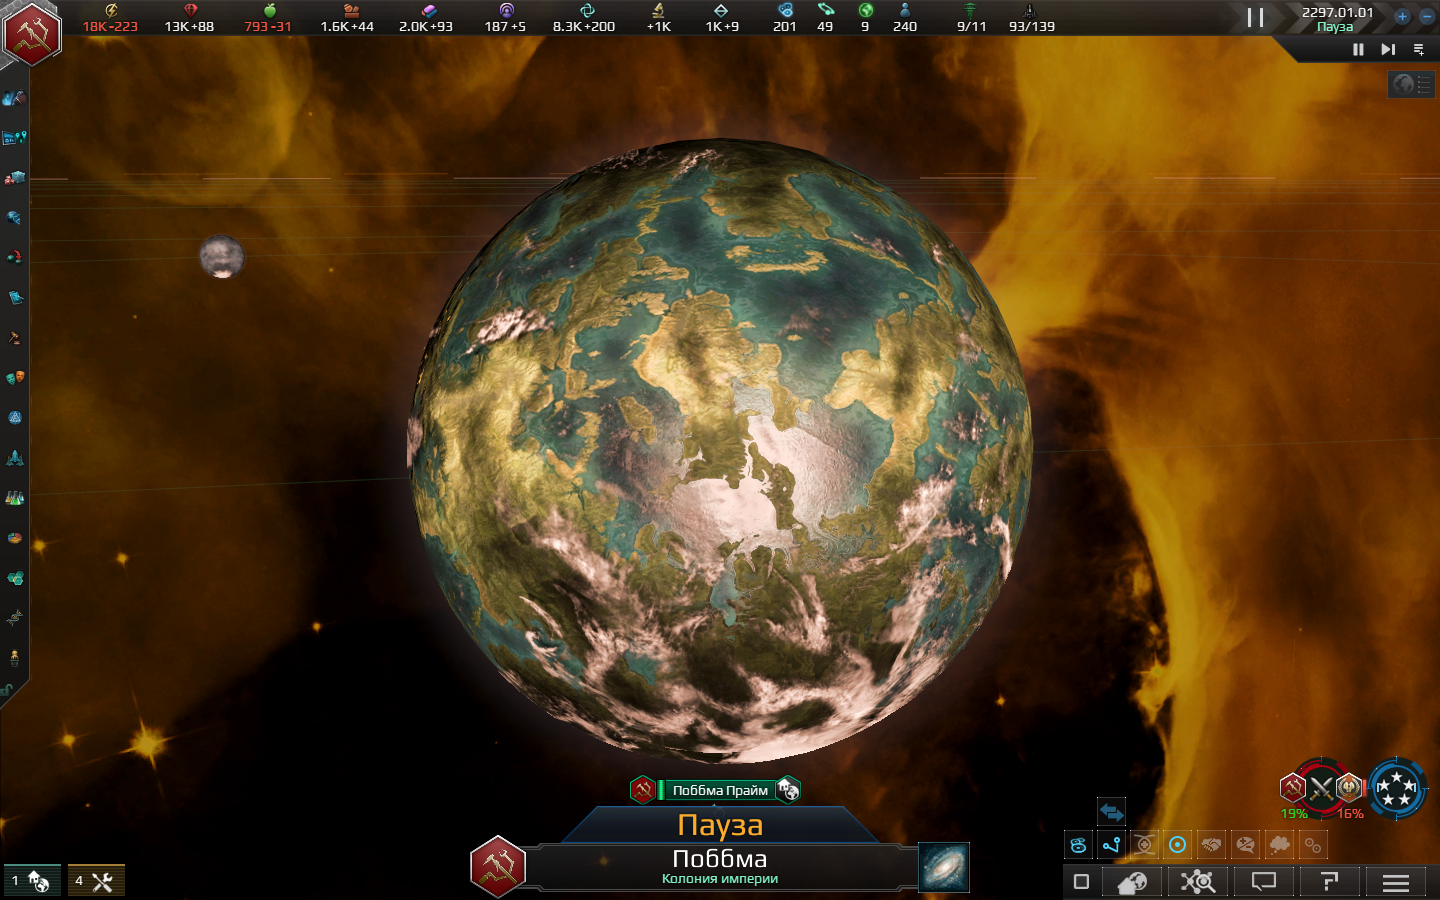 18K-223 13K+88 793-31 1.6K+44 2.0K+93 187+5 8.3K+200 +1K 1K+9 201 49 9 240 9/11 93/139
2297.01.01
Пауза
Поббма Прайм
Пауза
Поббма
Колония империи
19% 16%
1 4